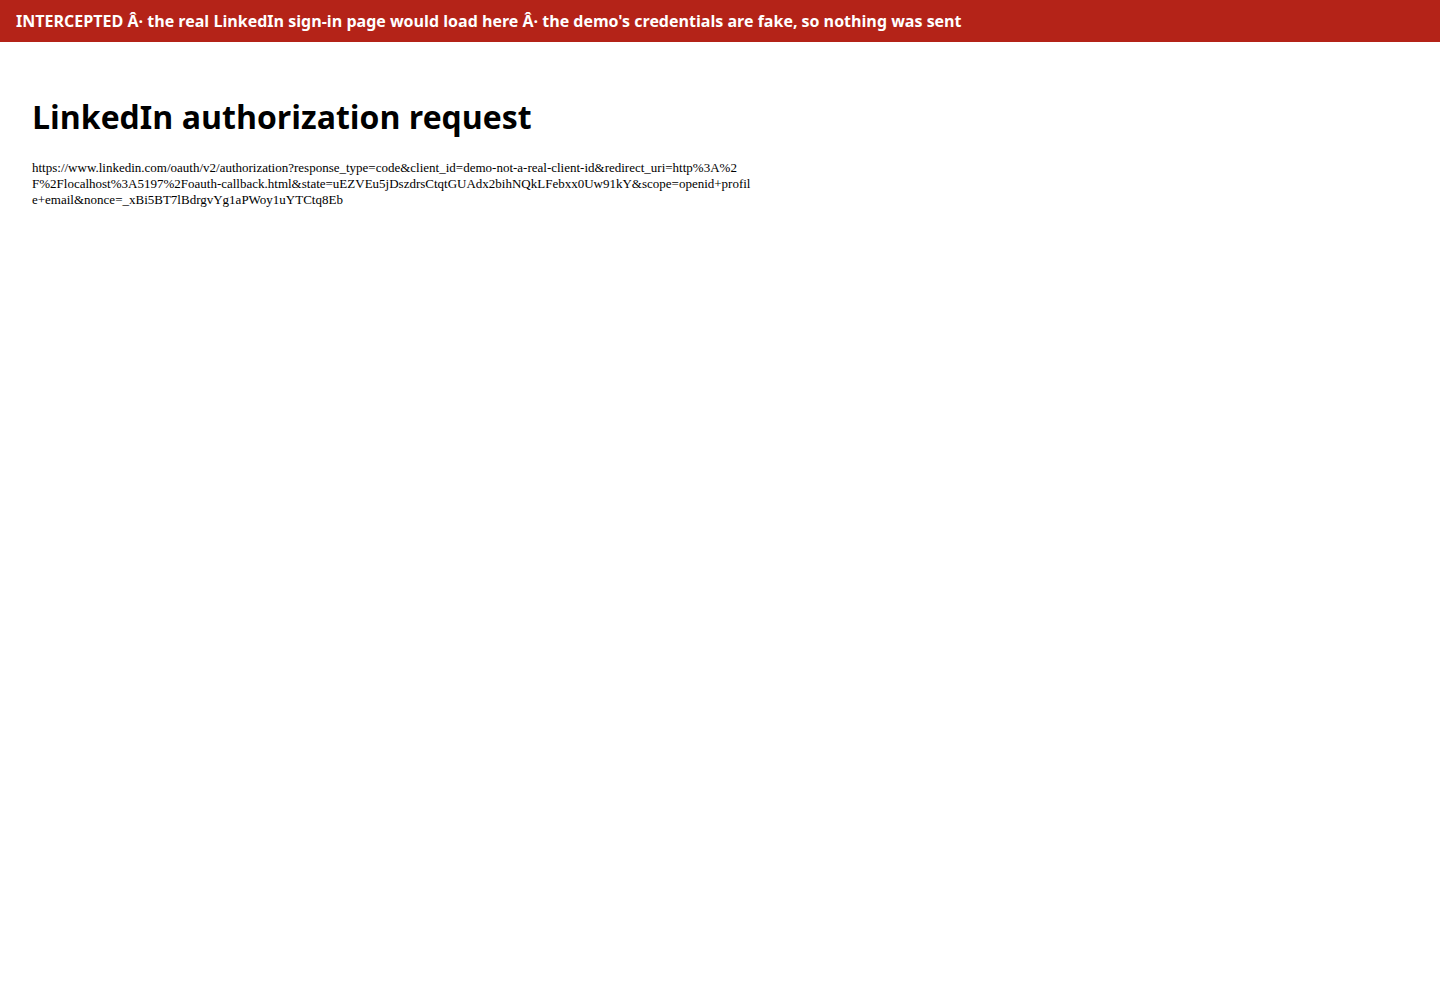 INTERCEPTED Â· the real LinkedIn sign-in page would load here Â· the demo's credentials are fake, so nothing was sent
LinkedIn authorization request
https://www.linkedin.com/oauth/v2/authorization?response_type=code&client_id=demo-not-a-real-client-id&redirect_uri=http%3A%2
F%2Flocalhost%3A5197%2Foauth-callback.html&state=uEZVEu5jDszdrsCtqtGUAdx2bihNQkLFebxx0Uw91kY&scope=openid+profil
e+email&nonce=_xBi5BT7lBdrgvYg1aPWoy1uYTCtq8Eb